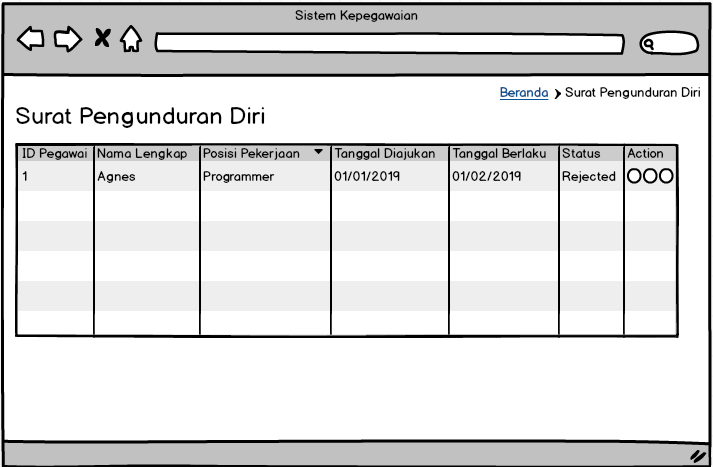 Sistem Kepegawaian
Beranda > Surat Pengunduran Diri
Surat Pengunduran Diri
ID Pegawai Nama Lengkap Posisi Pekerjaan Tanggal Diajukan Tanggal Berlaku Status Action
1 Agnes Programmer 01/01/2019 01/02/2019 Rejected